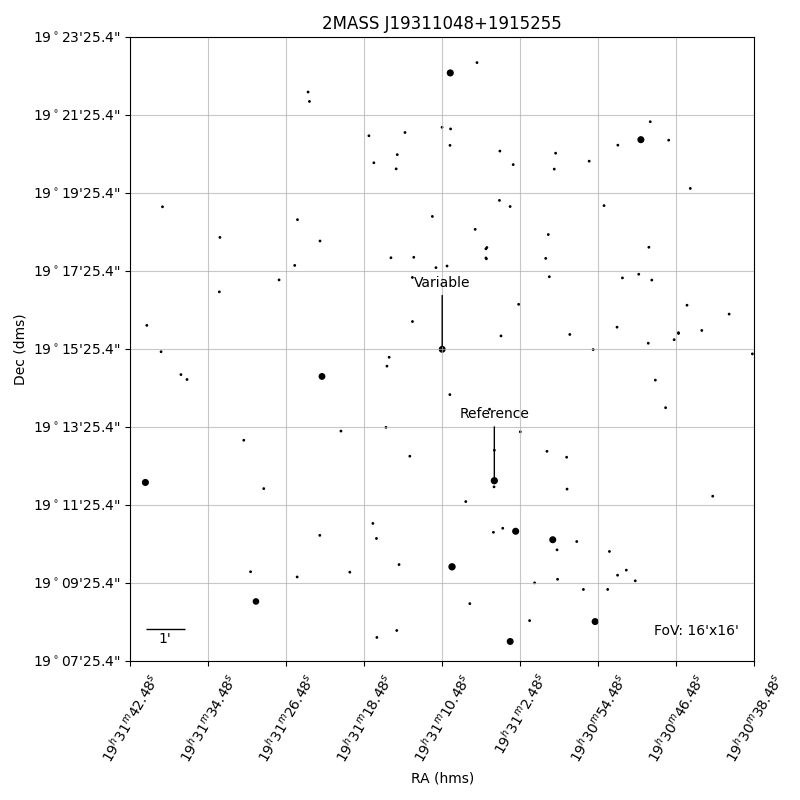 2MASS J19311048+1915255
19°23'25.4"
19°21'25.4"
19°19'25.4"
19°17'25.4"
19°15'25.4"
19°13'25.4"
19°11'25.4"
19°09'25.4"
19°07'25.4"
Dec (dms)
Variable
Reference
1'
FoV: 16'x16'
19ʰ31ᵐ42.48ˢ
19ʰ31ᵐ34.48ˢ
19ʰ31ᵐ26.48ˢ
19ʰ31ᵐ18.48ˢ
19ʰ31ᵐ10.48ˢ
19ʰ31ᵐ2.48ˢ
19ʰ30ᵐ54.48ˢ
19ʰ30ᵐ46.48ˢ
19ʰ30ᵐ38.48ˢ
RA (hms)